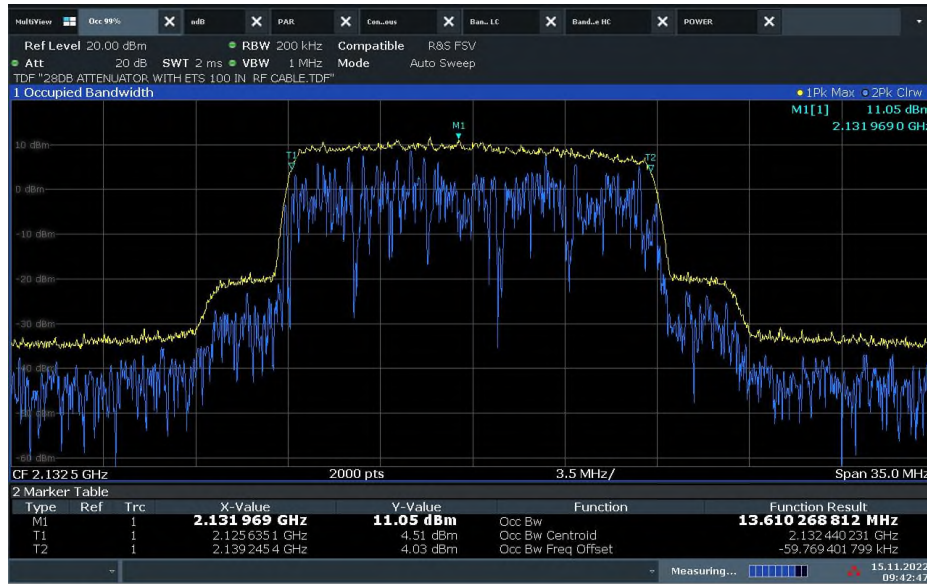 MultiView Occ 99% ndB PAR Con...ous Ban... LC Band...e HC POWER
Ref Level 20.00 dBm RBW 200 kHz Compatible R&S FSV
Att 20 dB SWT 2 ms VBW 1 MHz Mode Auto Sweep
TDF "28DB ATTENUATOR WITH ETS 100 IN RF CABLE.TDF"
1 Occupied Bandwidth 1Pk Max 2Pk Clrw
M1[1] 11.05 dBm
2.131 969 0 GHz
M1
10 dBm
T1 T2
0 dBm
-10 dBm
-20 dBm
-30 dBm
-40 dBm
-50 dBm
-60 dBm
CF 2.132 5 GHz 2000 pts 3.5 MHz/ Span 35.0 MHz
2 Marker Table
Type Ref Trc X-Value Y-Value Function Function Result
M1 1 2.131 969 GHz 11.05 dBm Occ Bw 13.610 268 812 MHz
T1 1 2.125 635 1 GHz 4.51 dBm Occ Bw Centroid 2.132 440 231 GHz
T2 1 2.139 245 4 GHz 4.03 dBm Occ Bw Freq Offset -59.769 401 799 kHz
Measuring... 15.11.2022
09:42:47